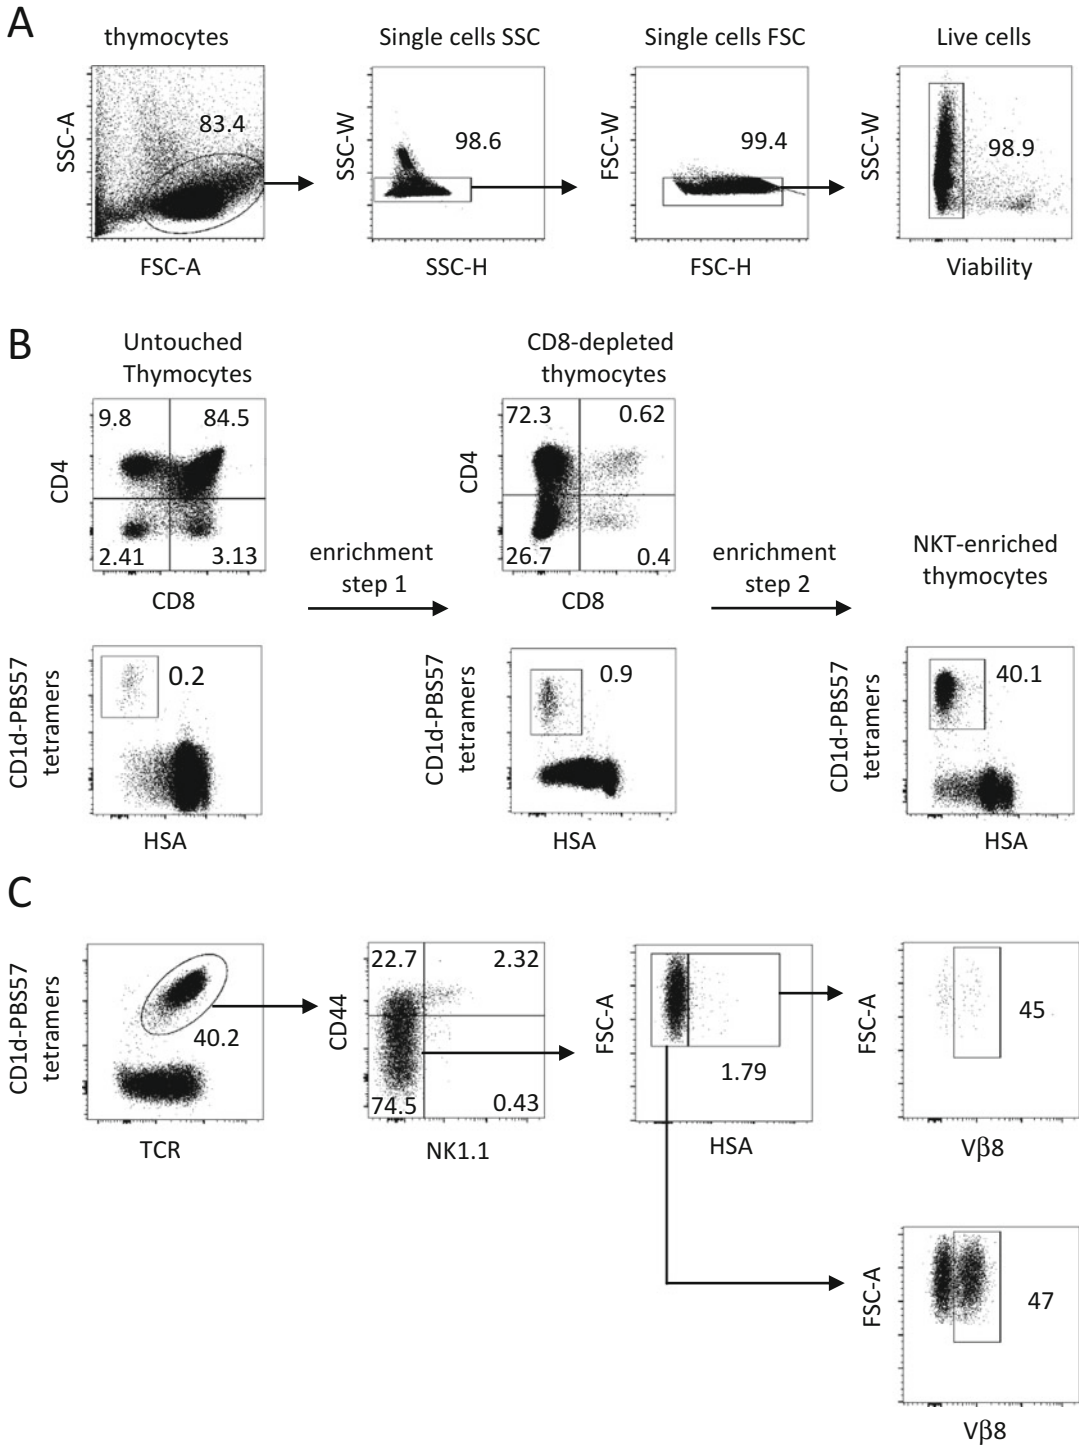 A
thymocytes
Single cells SSC
Single cells FSC
Live cells
SSC-A
83.4
FSC-A
SSC-W
98.6
SSC-H
FSC-W
99.4
FSC-H
SSC-W
98.9
Viability
B
Untouched
Thymocytes
CD8-depleted
thymocytes
CD4
9.8
84.5
2.41
3.13
CD8
enrichment
step 1
CD4
72.3
0.62
26.7
0.4
CD8
enrichment
step 2
NKT-enriched
thymocytes
CD1d-PBS57
tetramers
0.2
HSA
CD1d-PBS57
tetramers
0.9
HSA
CD1d-PBS57
tetramers
40.1
HSA
C
CD1d-PBS57
tetramers
40.2
TCR
CD44
22.7
2.32
74.5
0.43
NK1.1
FSC-A
1.79
HSA
FSC-A
45
Vβ8
FSC-A
47
Vβ8